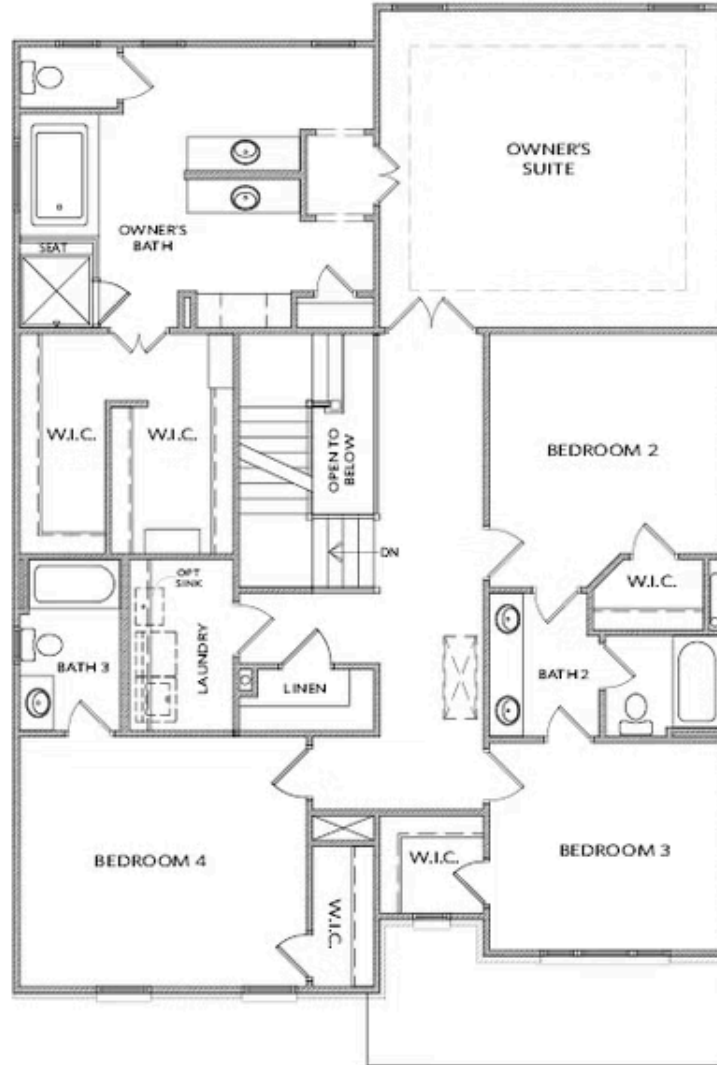 OWNER'S
SUITE
OWNER'S
BATH
SEAT
W.I.C.
W.I.C.
OPEN TO
BELOW
BEDROOM 2
DN
OPT
SINK
W.I.C.
LAUNDRY
BATH 3
LINEN
BATH 2
BEDROOM 4
W.I.C.
BEDROOM 3
W.I.C.